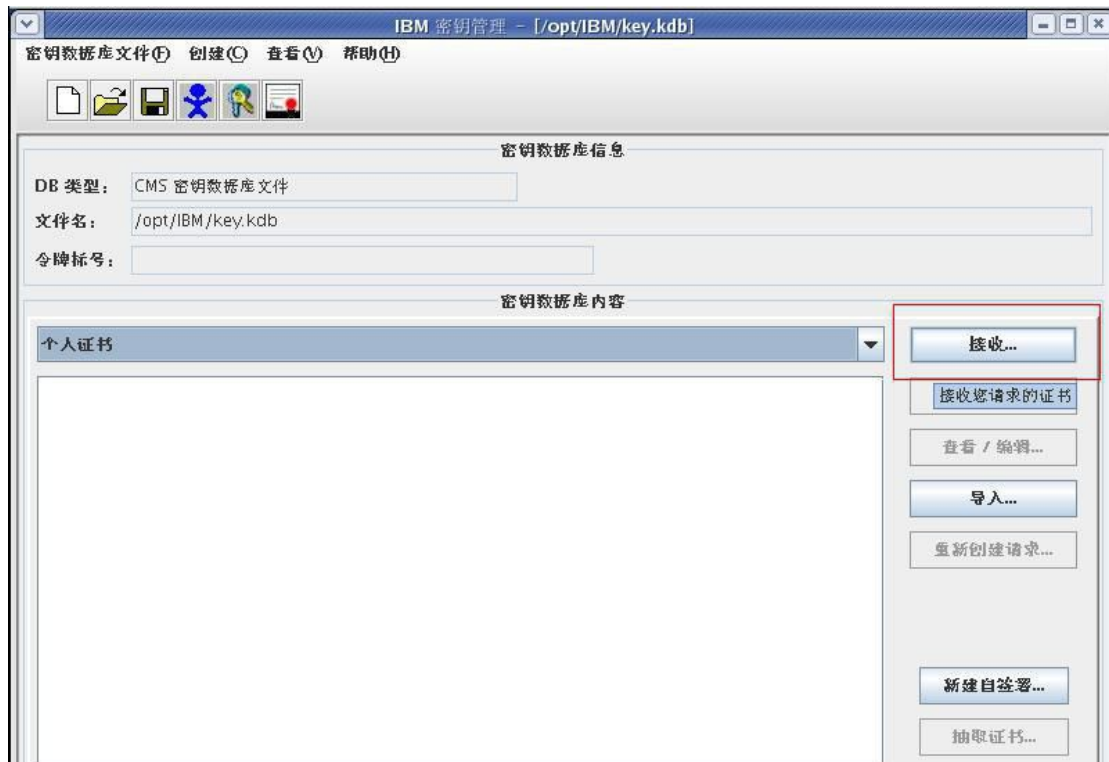 IBM 密钥管理 - [/opt/IBM/key.kdb]
密钥数据库文件(F) 创建(C) 查看(V) 帮助(H)
密钥数据库信息
DB 类型: CMS 密钥数据库文件
文件名: /opt/IBM/key.kdb
令牌标号:
密钥数据库内容
个人证书
接收...
接收您请求的证书
查看 / 编辑...
导入...
重新创建请求...
新建自签署...
抽取证书...